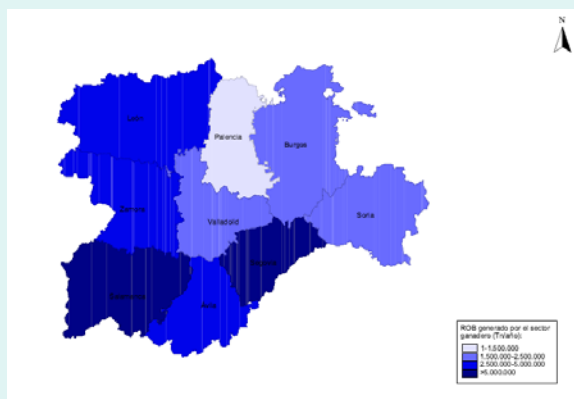 N
León
Palencia
Burgos
Zamora
Valladolid
Soria
Segovia
Salamanca
Ávila
ROB generado por el sector
ganadero (Tn/año):
1-1.500.000
1.500.000-2.500.000
2.500.000-5.000.000
>5.000.000